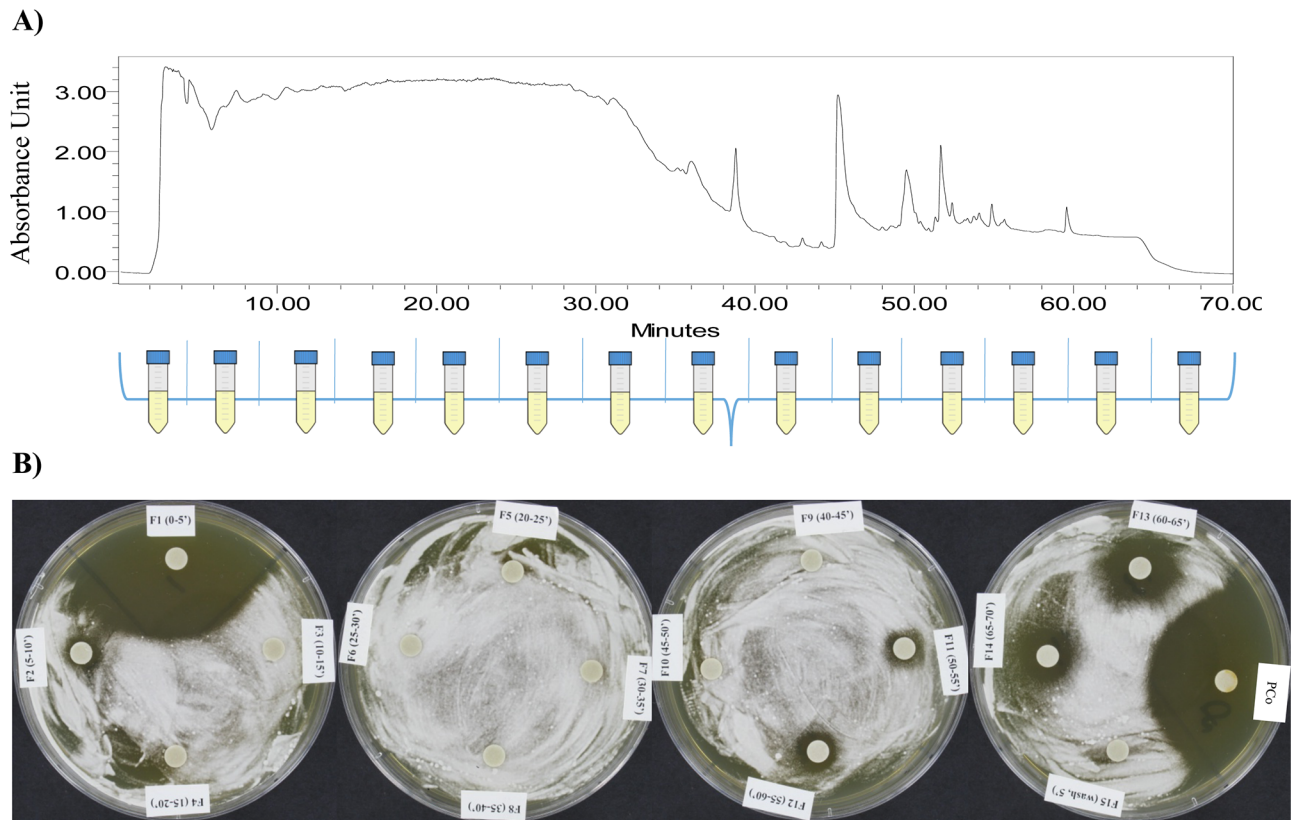 A)
Absorbance Unit
3.00
2.00
1.00
0.00
10.00 20.00 30.00 40.00 50.00 60.00 70.00
Minutes
B)
F1 (0-5’)
F2 (5-10’)
F3 (10-15’)
F4 (15-20’)
F5 (20-25’)
F6 (25-30’)
F7 (30-35’)
F8 (35-40’)
F9 (40-45’)
F10 (45-50’)
F11 (50-55’)
F12 (55-60’)
F13 (60-65’)
F14 (65-70’)
PCo
F15 (wash, 5’)